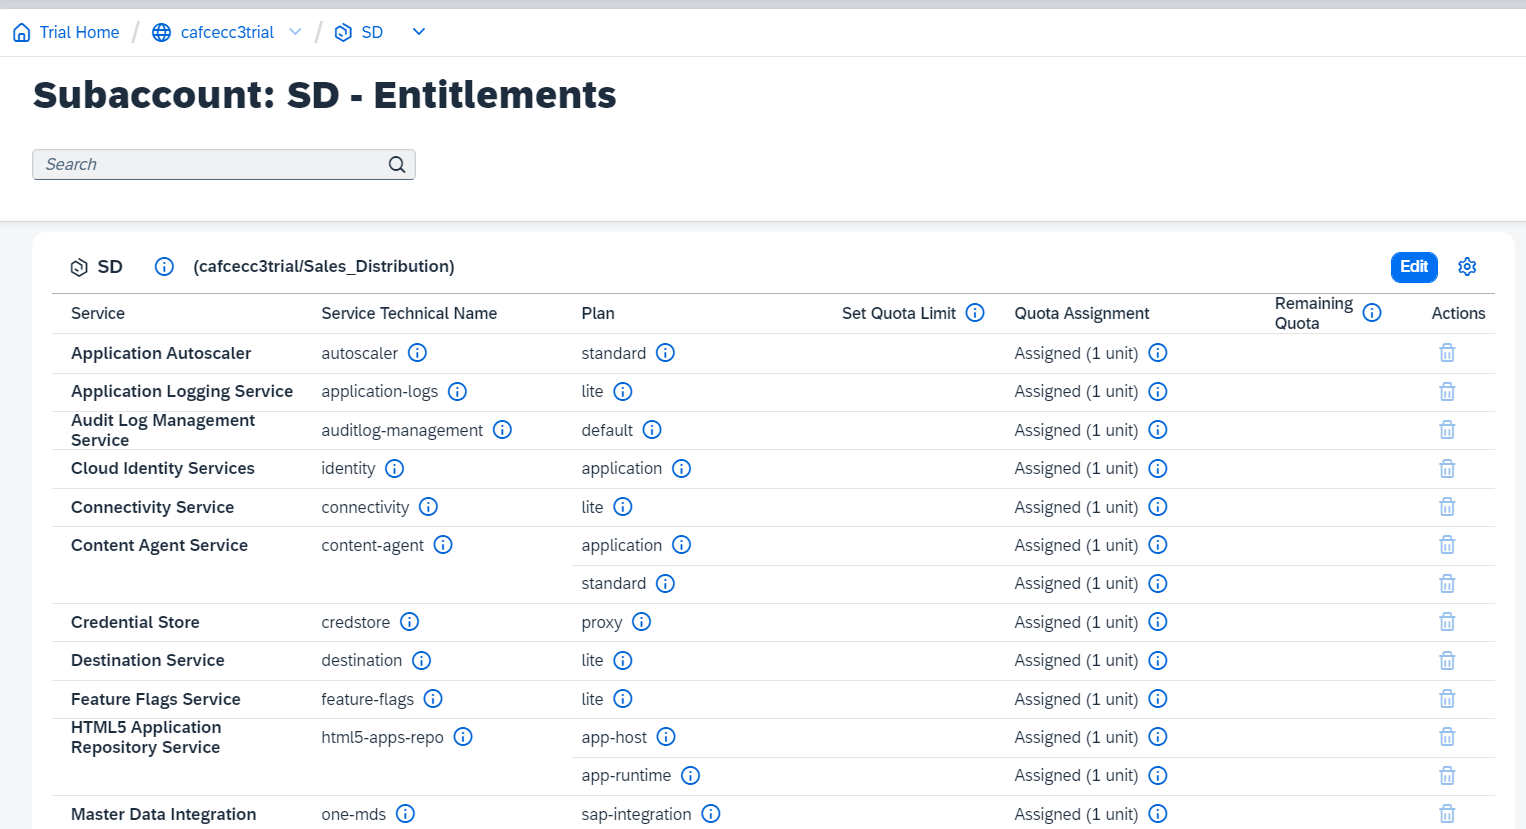 Trial Home / cafcecc3trial / SD
Subaccount: SD - Entitlements
Search
SD (cafcecc3trial/Sales_Distribution) Edit
Service Service Technical Name Plan Set Quota Limit Quota Assignment Remaining Quota Actions
Application Autoscaler autoscaler standard Assigned (1 unit)
Application Logging Service application-logs lite Assigned (1 unit)
Audit Log Management Service auditlog-management default Assigned (1 unit)
Cloud Identity Services identity application Assigned (1 unit)
Connectivity Service connectivity lite Assigned (1 unit)
Content Agent Service content-agent application Assigned (1 unit)
standard Assigned (1 unit)
Credential Store credstore proxy Assigned (1 unit)
Destination Service destination lite Assigned (1 unit)
Feature Flags Service feature-flags lite Assigned (1 unit)
HTML5 Application Repository Service html5-apps-repo app-host Assigned (1 unit)
app-runtime Assigned (1 unit)
Master Data Integration one-mds sap-integration Assigned (1 unit)